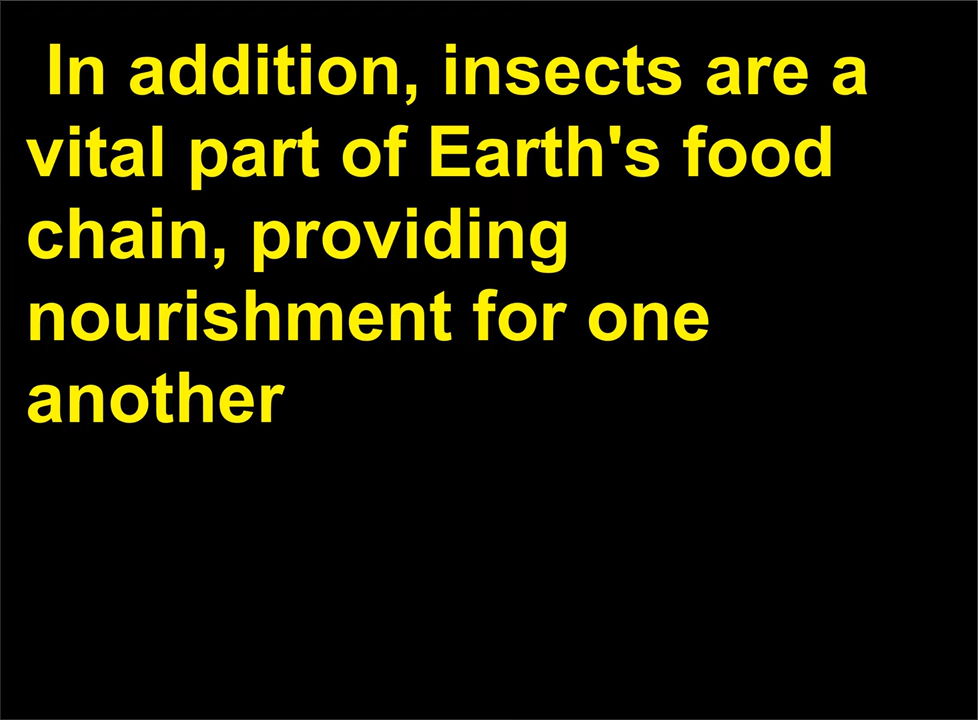 In addition, insects are a
vital part of Earth's food
chain, providing
nourishment for one
another